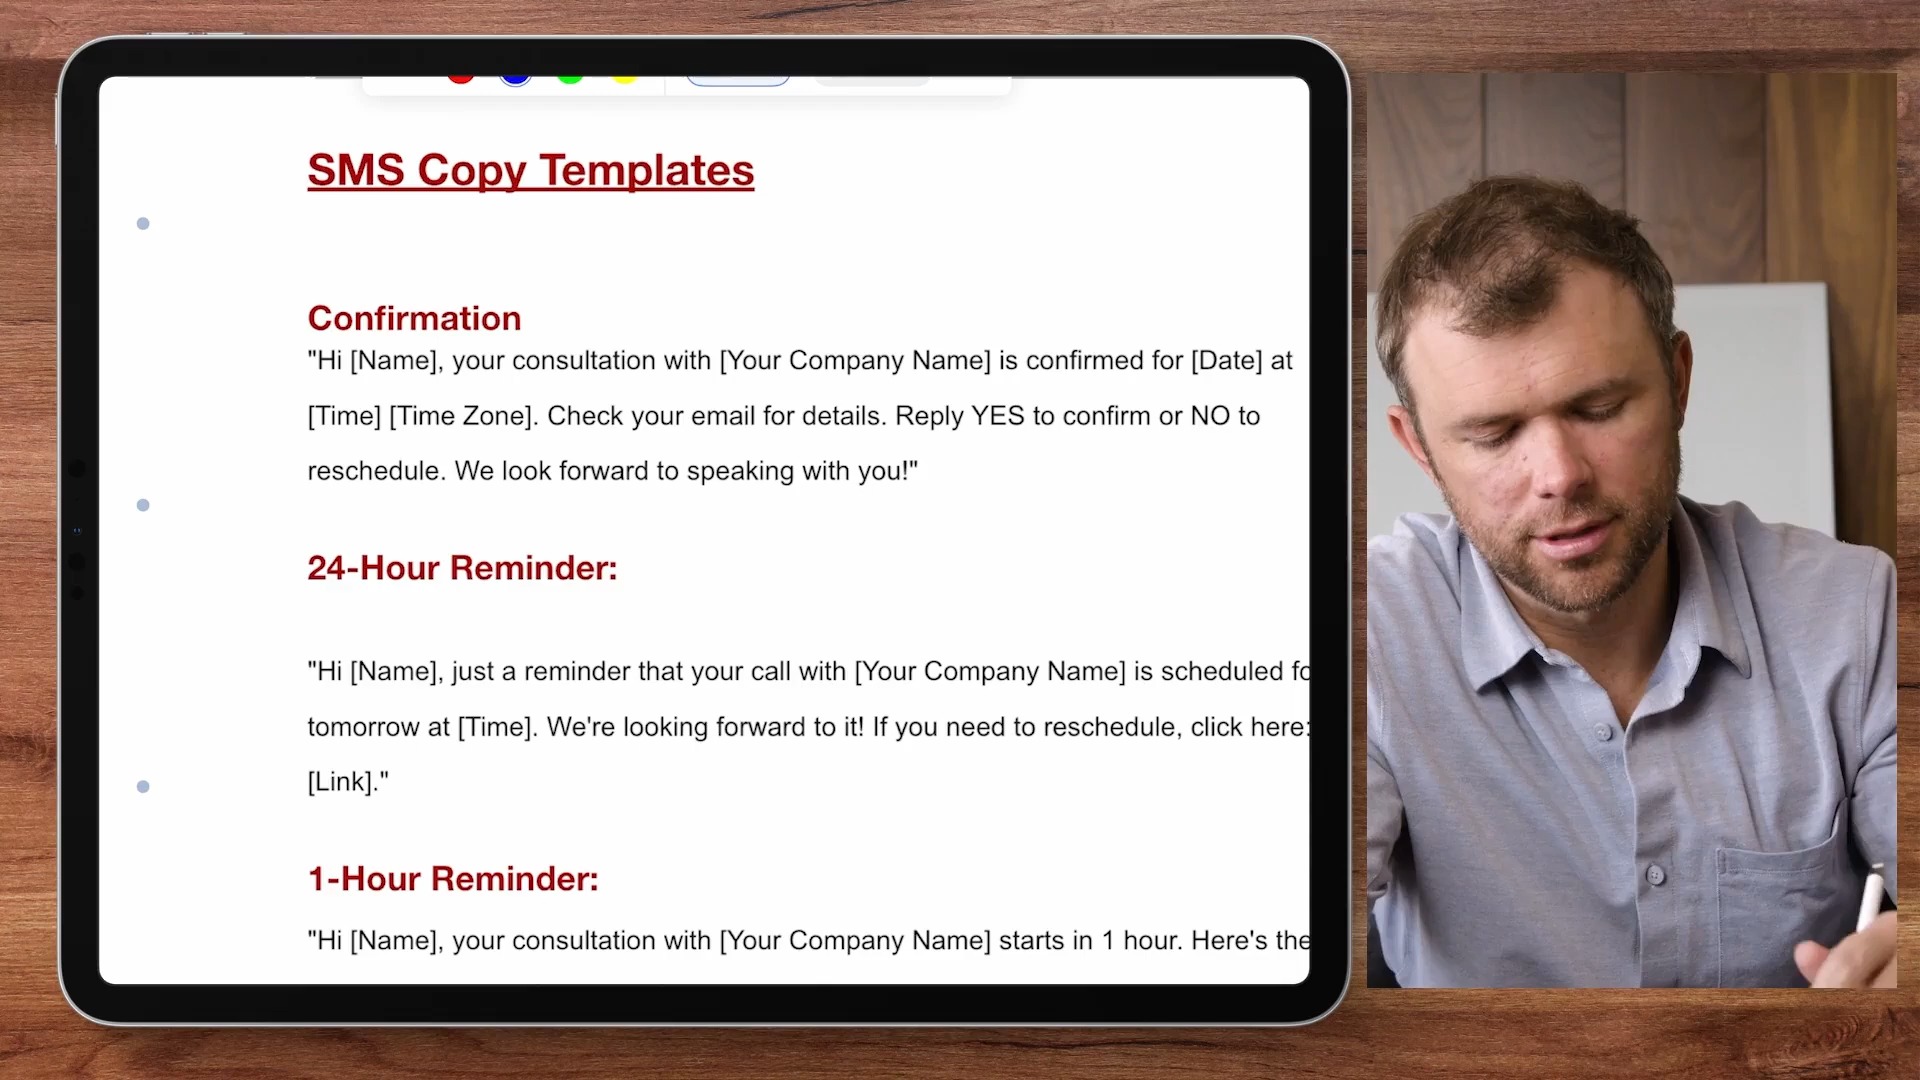 SMS Copy Templates
Confirmation
"Hi [Name], your consultation with [Your Company Name] is confirmed for [Date] at
[Time] [Time Zone]. Check your email for details. Reply YES to confirm or NO to
reschedule. We look forward to speaking with you!"
24-Hour Reminder:
"Hi [Name], just a reminder that your call with [Your Company Name] is scheduled fo
tomorrow at [Time]. We're looking forward to it! If you need to reschedule, click here:
[Link]."
1-Hour Reminder:
"Hi [Name], your consultation with [Your Company Name] starts in 1 hour. Here's the